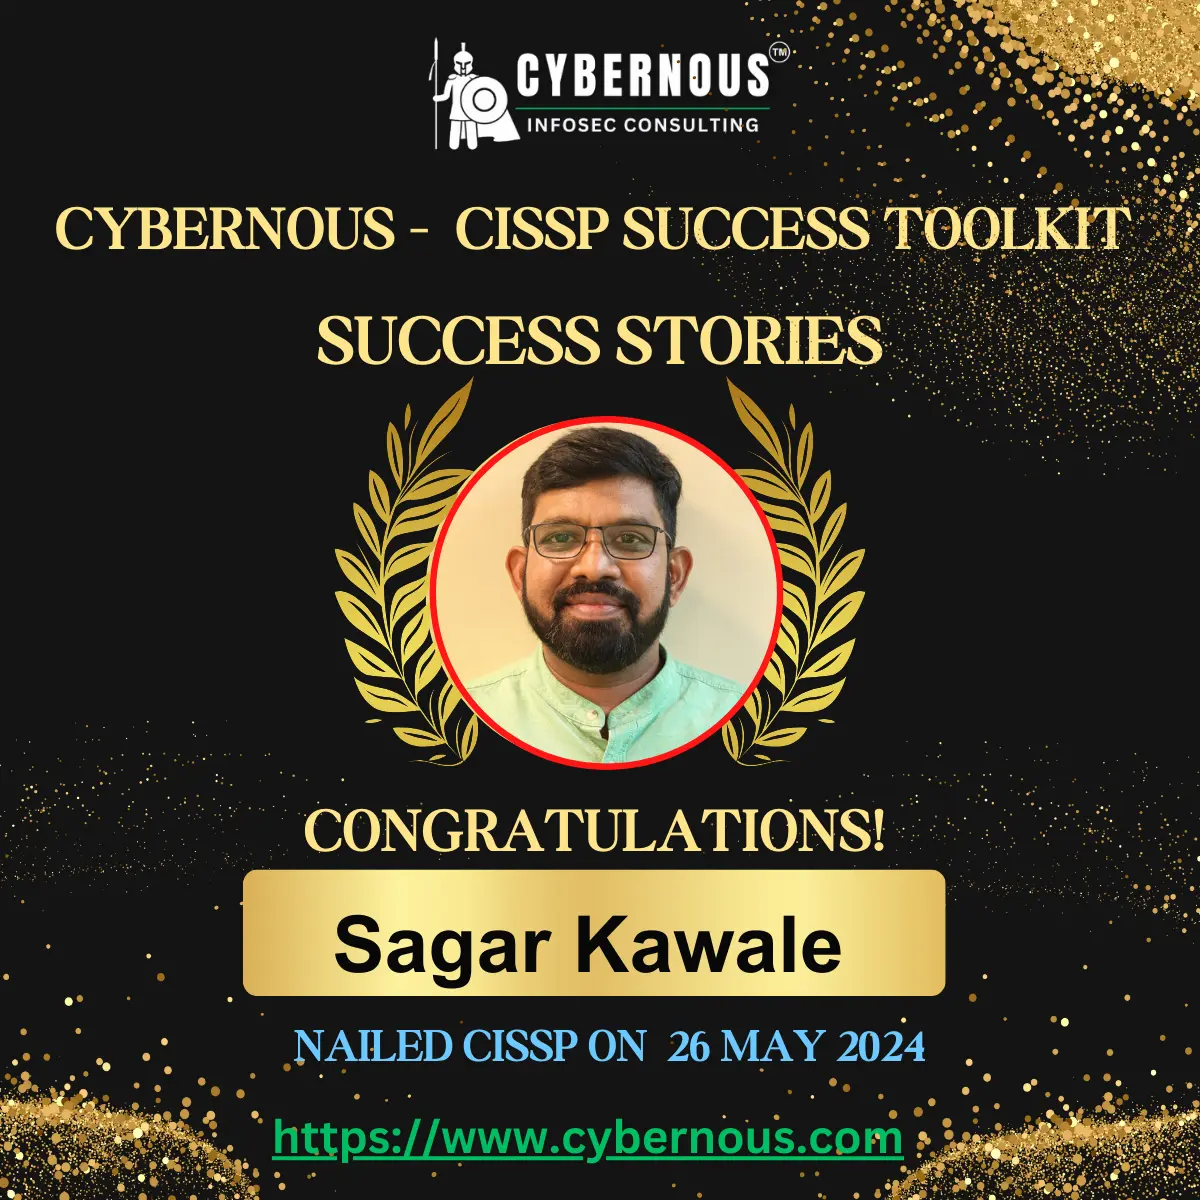 CYBERNOUS™
INFOSEC CONSULTING
CYBERNOUS - CISSP SUCCESS TOOLKIT
SUCCESS STORIES
CONGRATULATIONS!
Sagar Kawale
NAILED CISSP ON 26 MAY 2024
https://www.cybernous.com